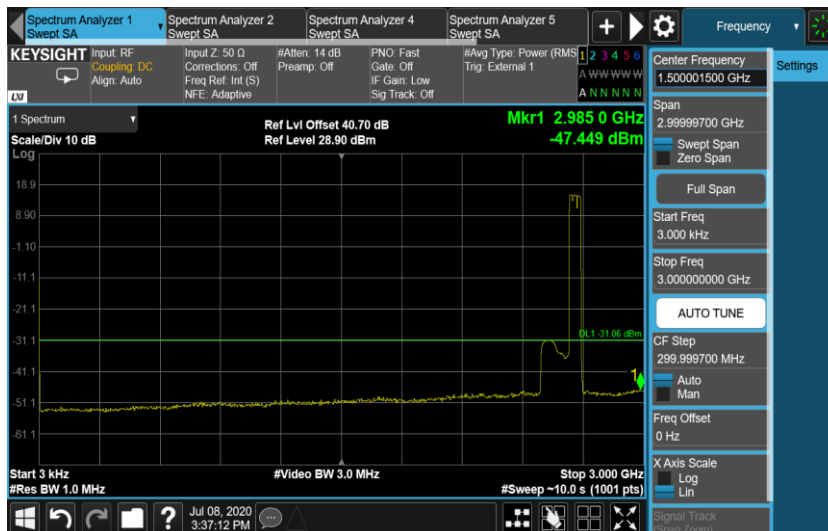 Spectrum Analyzer 1
Swept SA
Spectrum Analyzer 2
Swept SA
Spectrum Analyzer 4
Swept SA
Spectrum Analyzer 5
Swept SA
+
Frequency
KEYSIGHT
LXI
Input: RF
Coupling: DC
Align: Auto
Input Z: 50 Ω
Corrections: Off
Freq Ref: Int (S)
NFE: Adaptive
#Atten: 14 dB
Preamp: Off
PNO: Fast
Gate: Off
IF Gain: Low
Sig Track: Off
#Avg Type: Power (RMS
Trig: External 1
1 2 3 4 5 6
A W W W W W
A N N N N N
1 Spectrum
Scale/Div 10 dB
Log
Ref Lvl Offset 40.70 dB
Ref Level 28.90 dBm
Mkr1 2.985 0 GHz
-47.449 dBm
18.9
8.90
-1.10
-11.1
-21.1
-31.1
-41.1
-51.1
-61.1
DL1 -31.06 dBm
1
Start 3 kHz
#Res BW 1.0 MHz
#Video BW 3.0 MHz
Stop 3.000 GHz
#Sweep ~10.0 s (1001 pts)
Center Frequency
1.500001500 GHz
Span
2.99999700 GHz
Swept Span
Zero Span
Full Span
Start Freq
3.000 kHz
Stop Freq
3.000000000 GHz
AUTO TUNE
CF Step
299.999700 MHz
Auto
Man
Freq Offset
0 Hz
X Axis Scale
Log
Lin
Signal Track
(Span Zoom)
Settings
?
Jul 08, 2020
3:37:12 PM